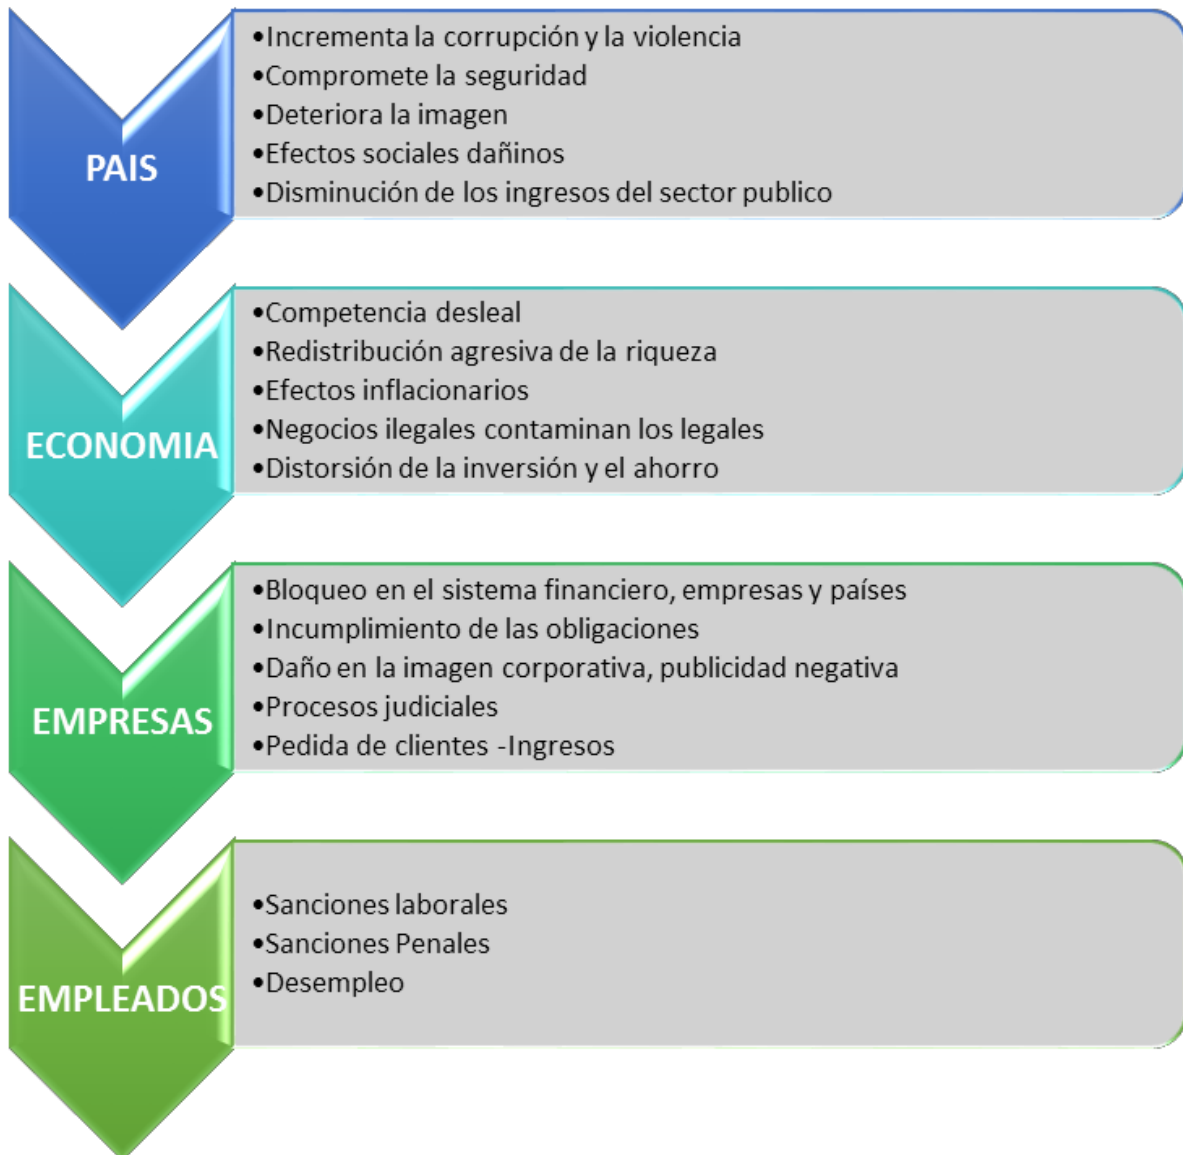 PAIS
•Incrementa la corrupción y la violencia
•Compromete la seguridad
•Deteriora la imagen
•Efectos sociales dañinos
•Disminución de los ingresos del sector publico
ECONOMIA
•Competencia desleal
•Redistribución agresiva de la riqueza
•Efectos inflacionarios
•Negocios ilegales contaminan los legales
•Distorsión de la inversión y el ahorro
EMPRESAS
•Bloqueo en el sistema financiero, empresas y países
•Incumplimiento de las obligaciones
•Daño en la imagen corporativa, publicidad negativa
•Procesos judiciales
•Pedida de clientes -Ingresos
EMPLEADOS
•Sanciones laborales
•Sanciones Penales
•Desempleo